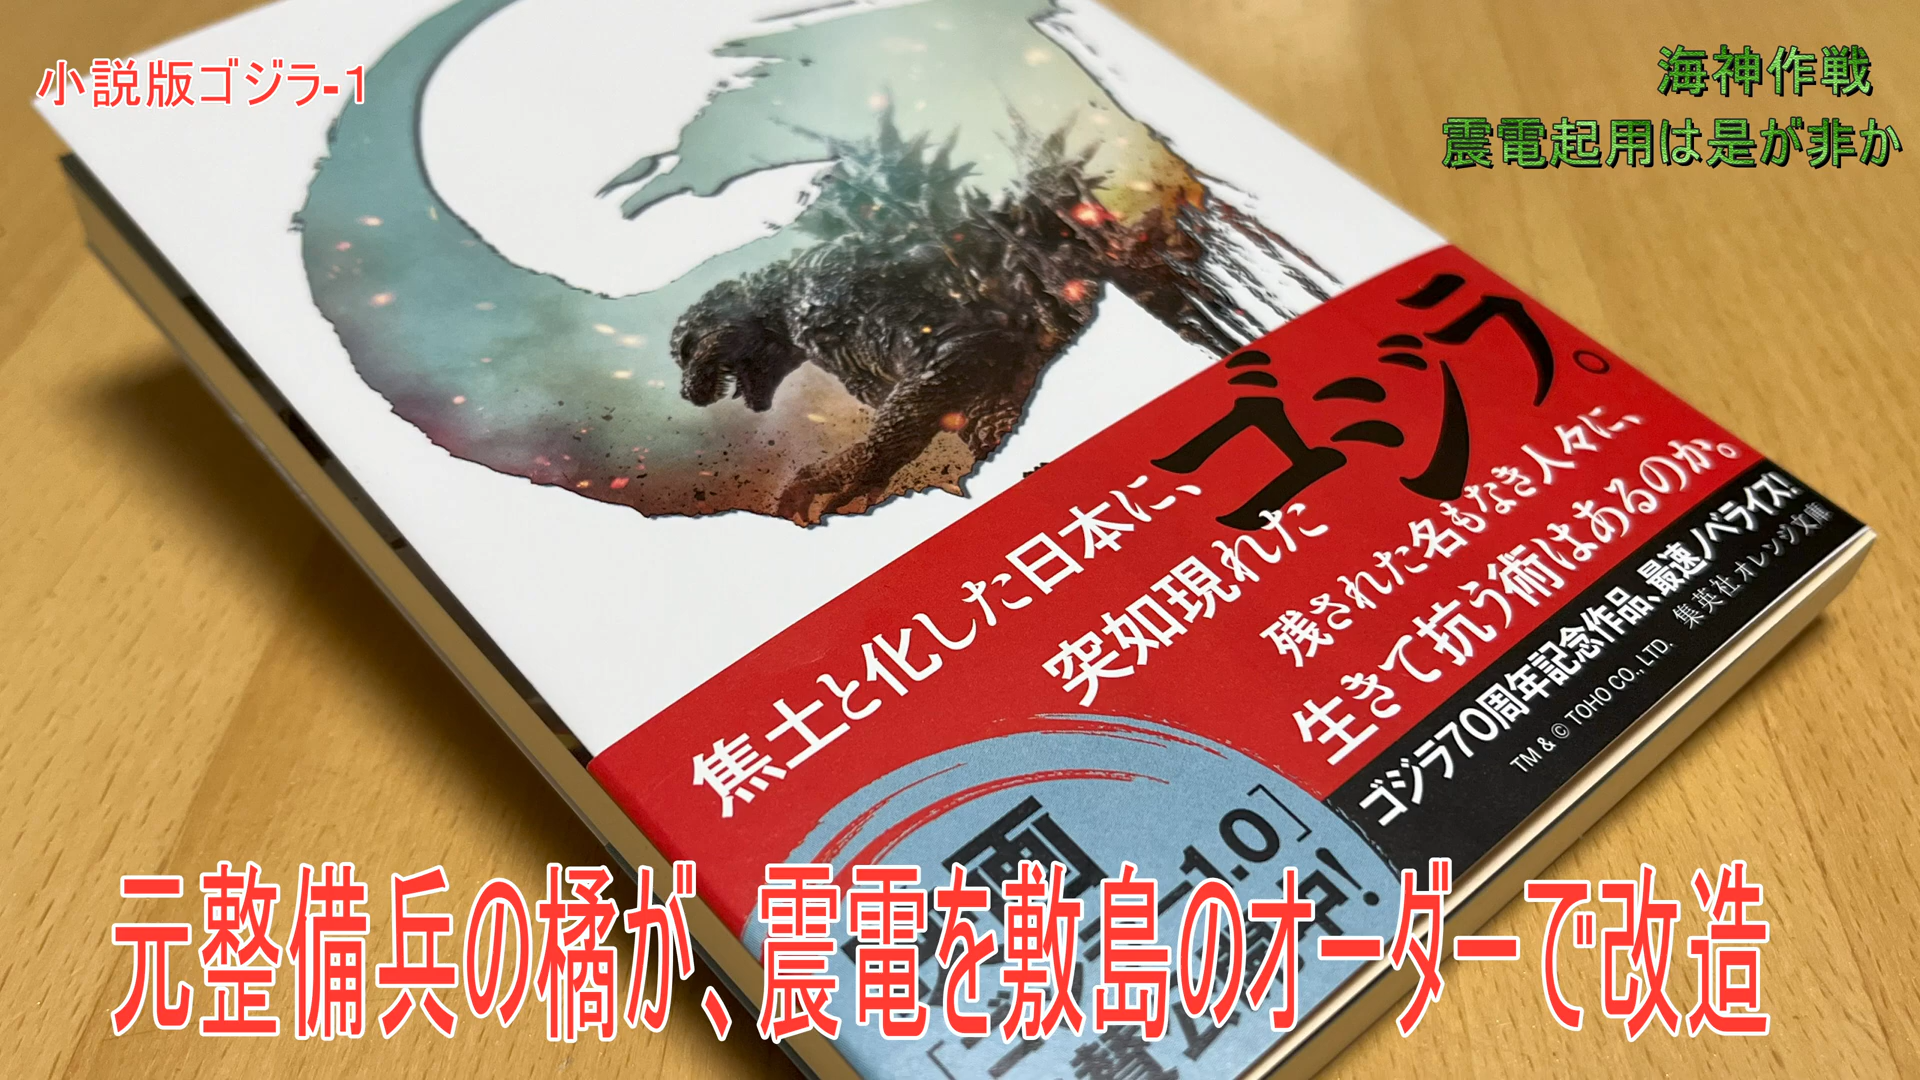 小説版ゴジラ-1
海神作戦
震電起用は是が非か
焦土と化した日本に、
突如現れた
ゴジラ。
残された名もなき人々に、
生きて抗う術はあるのか。
ゴジラ70周年記念作品、最速ノベライズ!
TM & © TOHO CO., LTD. 集英社オレンジ文庫
画
-1.0]
元整備兵の橘が、震電を敷島のオーダーで改造